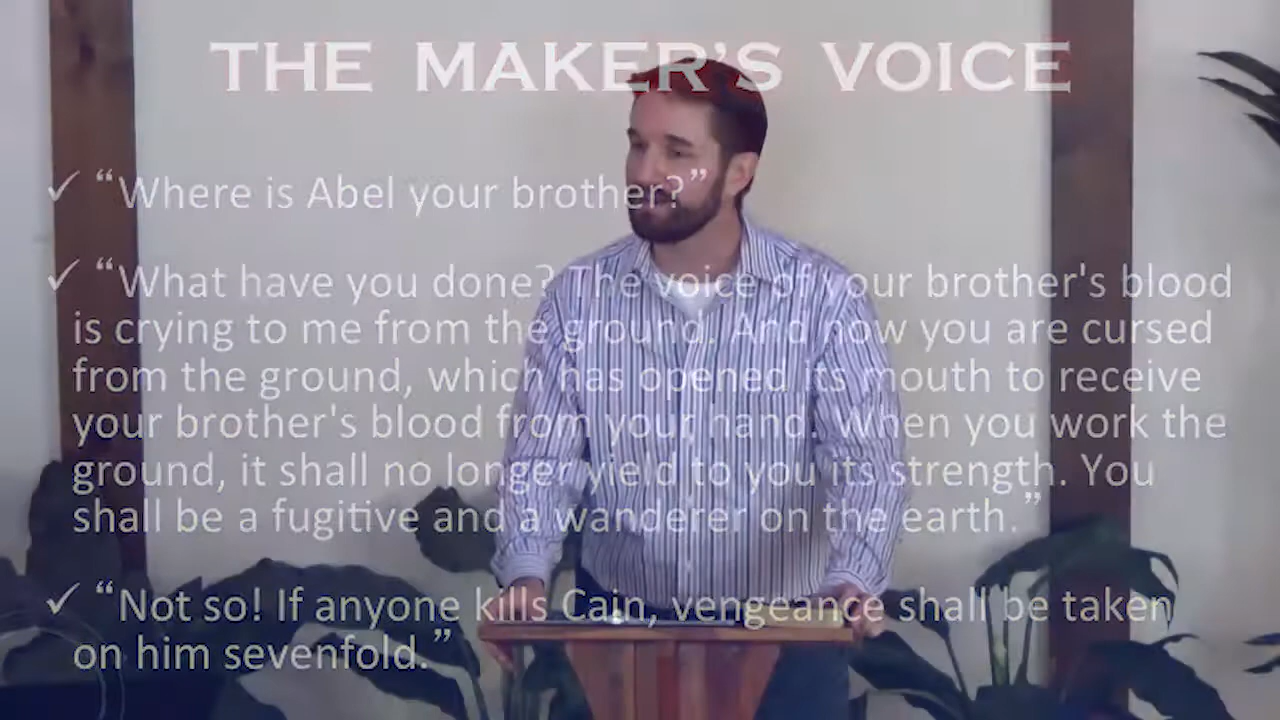 THE MAKER'S VOICE
✓ “Where is Abel your brother?”
✓ “What have you done? The voice of your brother's blood
is crying to me from the ground. And now you are cursed
from the ground, which has opened its mouth to receive
your brother's blood from your hand. When you work the
ground, it shall no longer yield to you its strength. You
shall be a fugitive and a wanderer on the earth.”
✓ “Not so! If anyone kills Cain, vengeance shall be taken
on him sevenfold.”